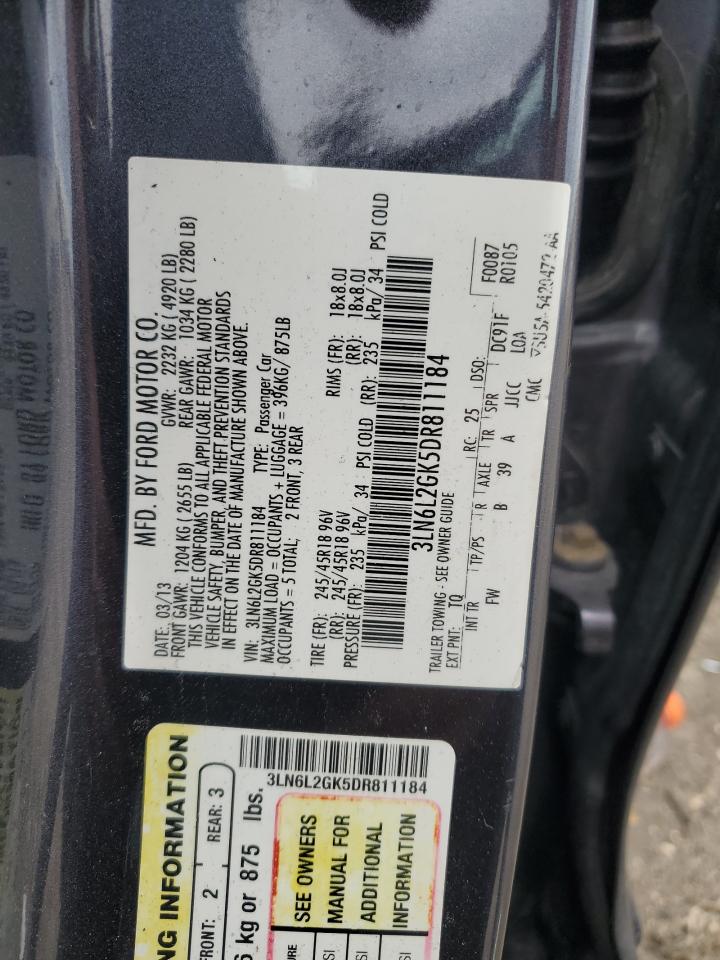 MFD. BY FORD MOTOR CO.
DATE: 03/13 GVWR: 2232 KG ( 4920 LB)
FRONT GAWR: 1204 KG ( 2655 LB) REAR GAWR: 1034 KG ( 2280 LB)
THIS VEHICLE CONFORMS TO ALL APPLICABLE FEDERAL MOTOR
VEHICLE SAFETY, BUMPER, AND THEFT PREVENTION STANDARDS
IN EFFECT ON THE DATE OF MANUFACTURE SHOWN ABOVE.
VIN: 3LN6L2GK5DR811184 TYPE: Passenger Car
MAXIMUM LOAD = OCCUPANTS + LUGGAGE = 396KG/ 875LB
OCCUPANTS = 5 TOTAL; 2 FRONT, 3 REAR
TIRE (FR): 245/45R18 96V RIMS (FR): 18x8.0J
(RR): 245/45R18 96V (RR): 18x8.0J
PRESSURE (FR): 235 kPa/ 34 PSI COLD (RR): 235 kPa/ 34 PSI COLD
3LN6L2GK5DR811184
TRAILER TOWING - SEE OWNER GUIDE
EXT PNT: TQ RC: 25 DSO: F0087
INT TR TP/PS R AXLE TR SPR DC91F R0105
FW B 39 A JJCC LOA
CMC 5420472 AA
NG INFORMATION
FRONT: 2 REAR: 3
6 kg or 875 lbs.
3LN6L2GK5DR811184
SEE OWNERS
MANUAL FOR
ADDITIONAL
INFORMATION